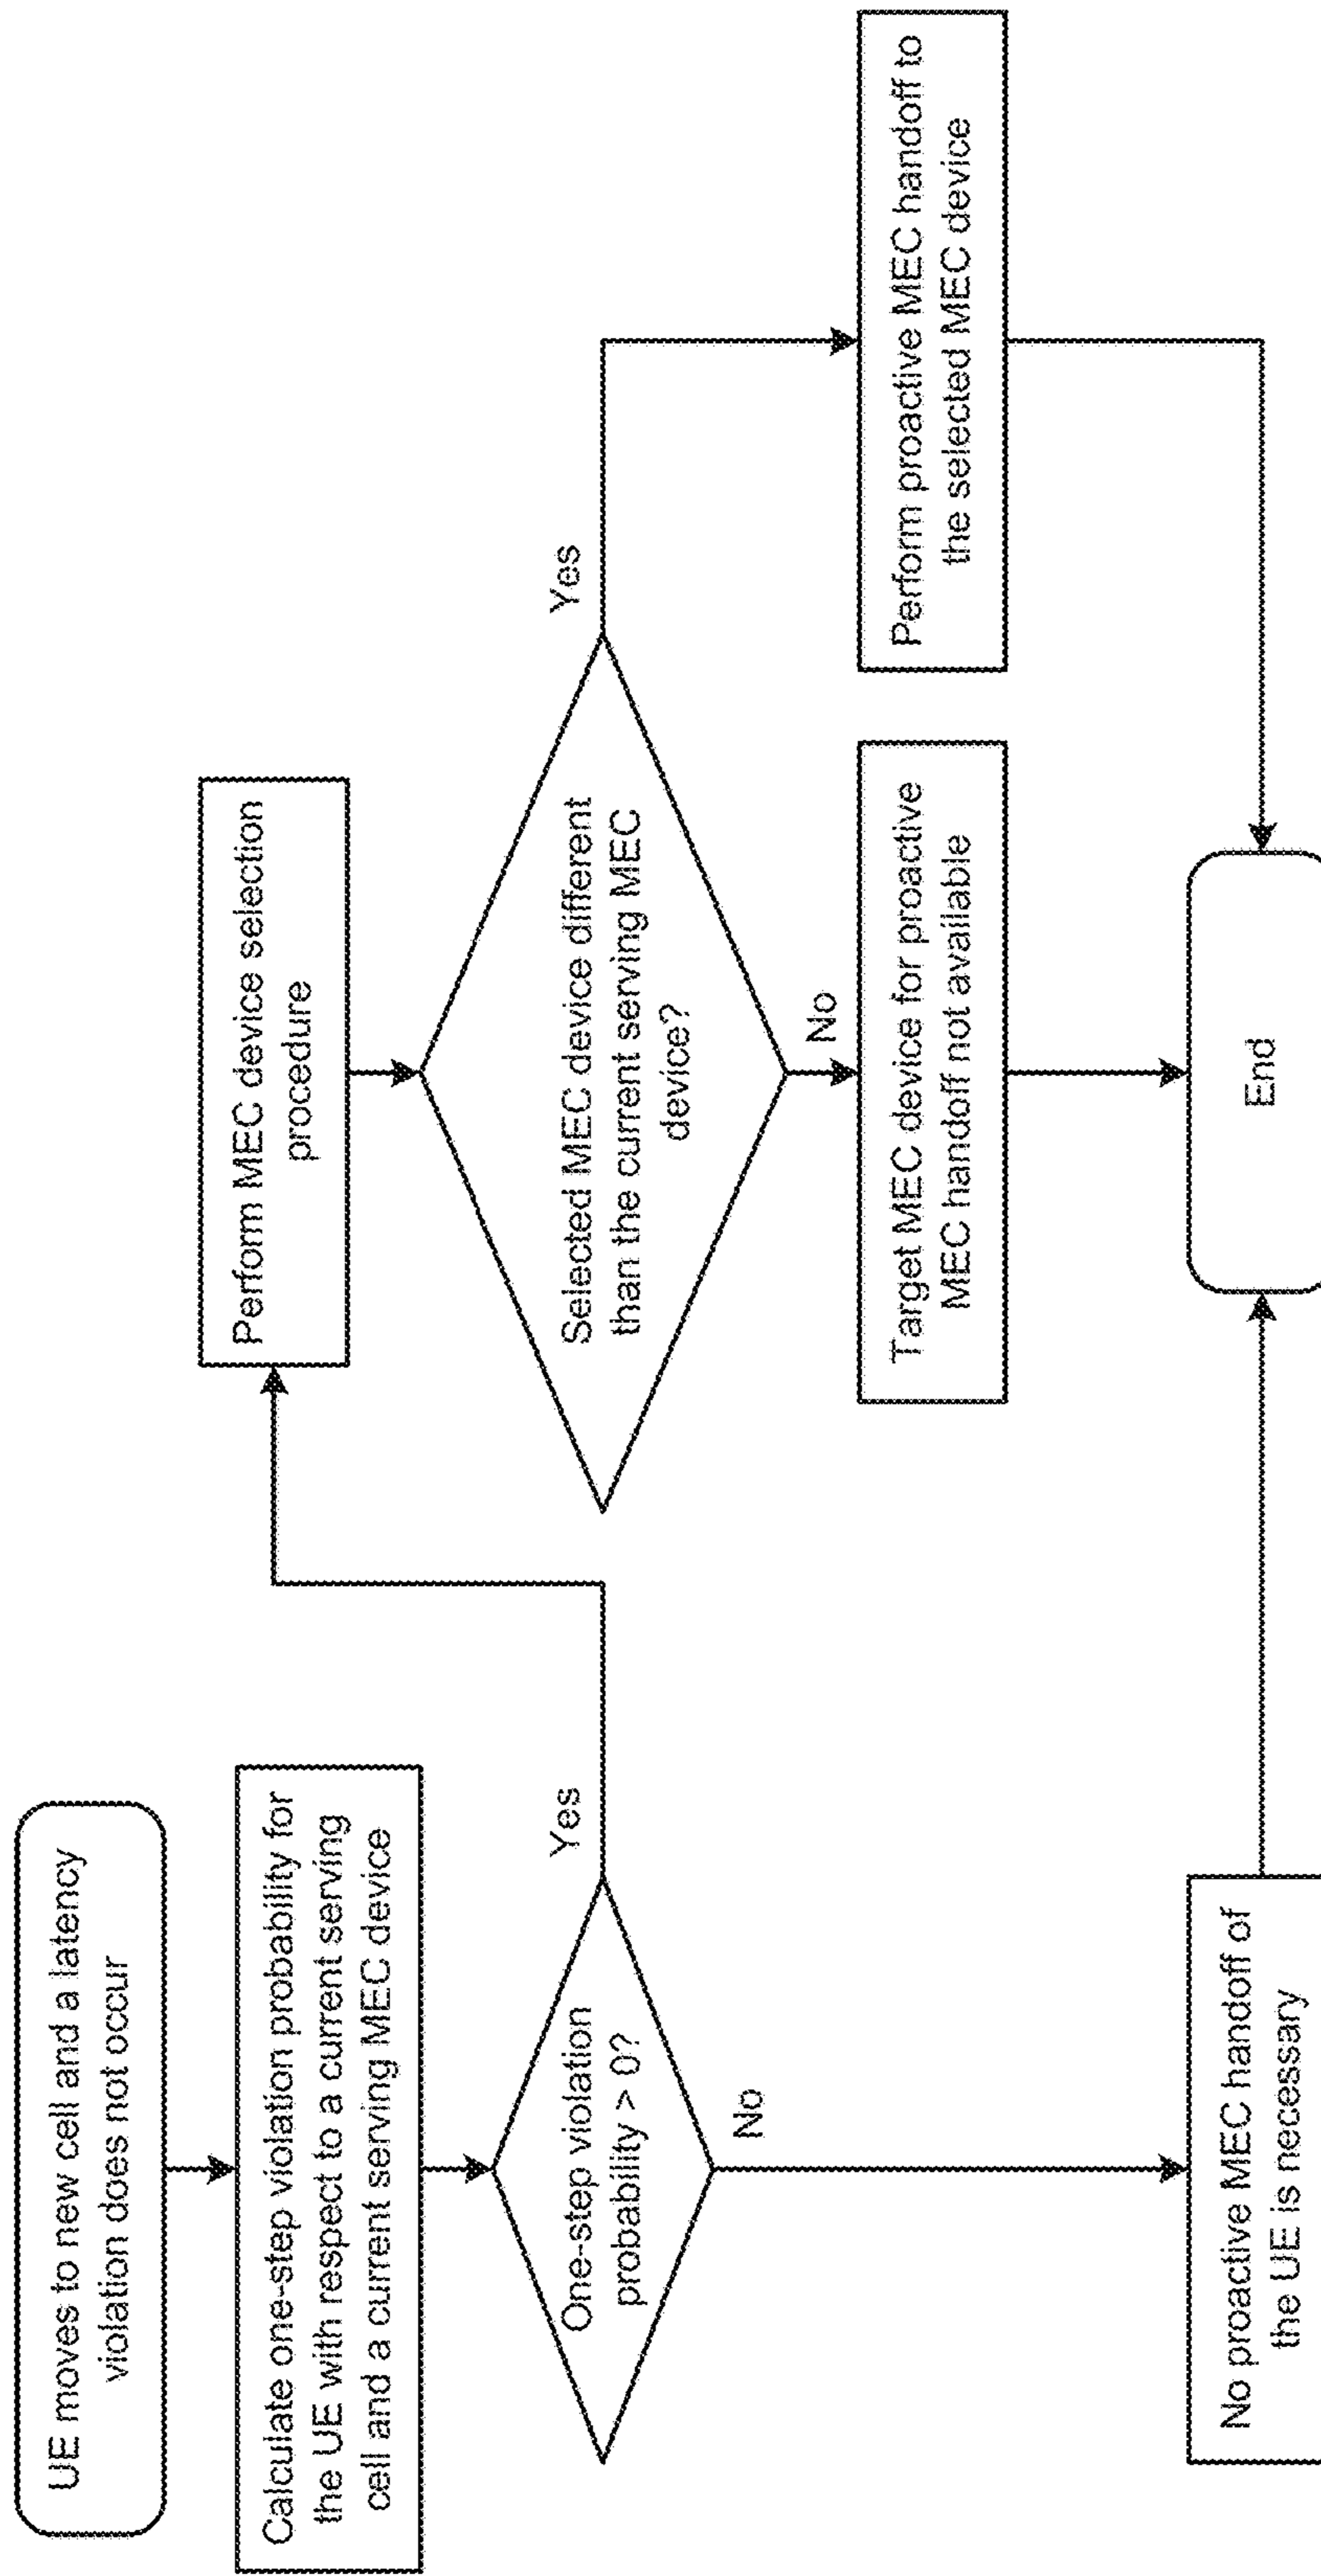 UE moves to new cell and a latency
violation does not occur
Calculate one-step violation probability for
the UE with respect to a current serving
cell and a current serving MEC device
One-step violation
probability > 0?
Yes
No
No proactive MEC handoff of
the UE is necessary
Perform MEC device selection
procedure
Selected MEC device different
than the current serving MEC
device?
Yes
No
Target MEC device for proactive
MEC handoff not available
Perform proactive MEC handoff to
the selected MEC device
End